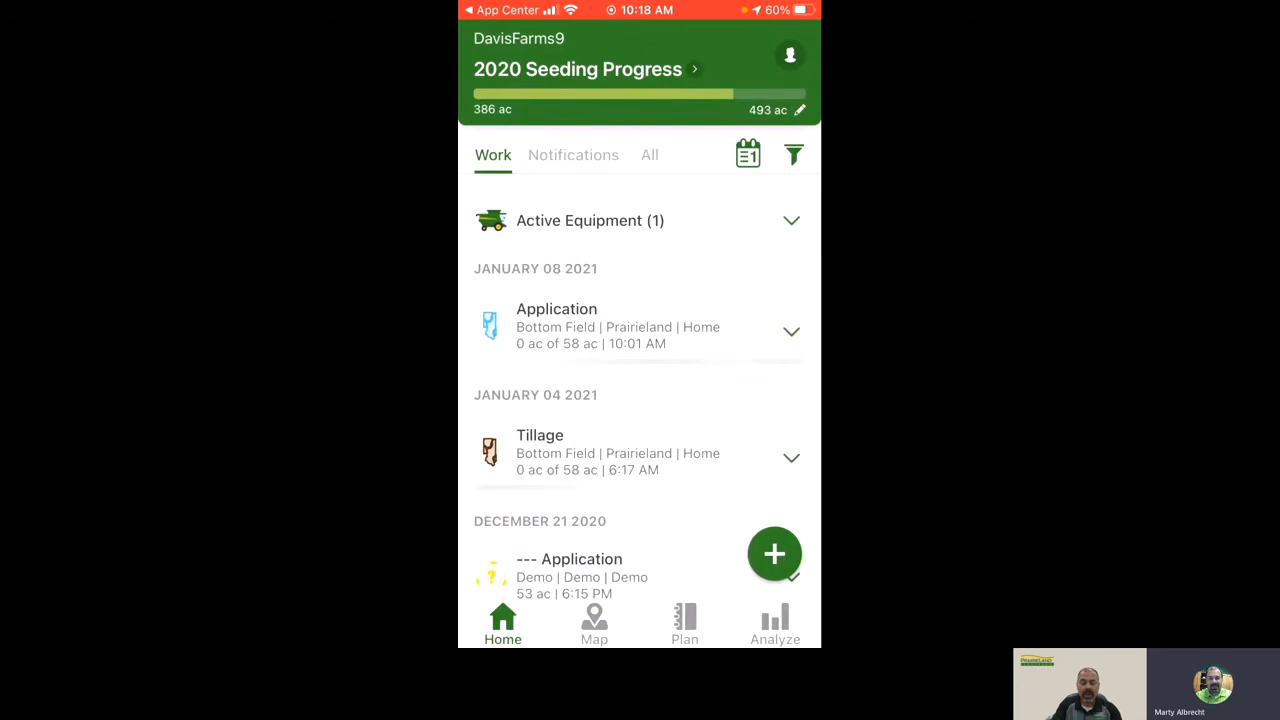 App Center 10:18 AM 60%
DavisFarms9
2020 Seeding Progress
386 ac 493 ac
Work Notifications All 1
Active Equipment (1)
JANUARY 08 2021
Application
Bottom Field | Prairieland | Home
0 ac of 58 ac | 10:01 AM
JANUARY 04 2021
Tillage
Bottom Field | Prairieland | Home
0 ac of 58 ac | 6:17 AM
DECEMBER 21 2020
--- Application
Demo | Demo | Demo
53 ac | 6:15 PM
?
+
Home Map Plan Analyze
PRAIRIELAND
Marty Albrecht